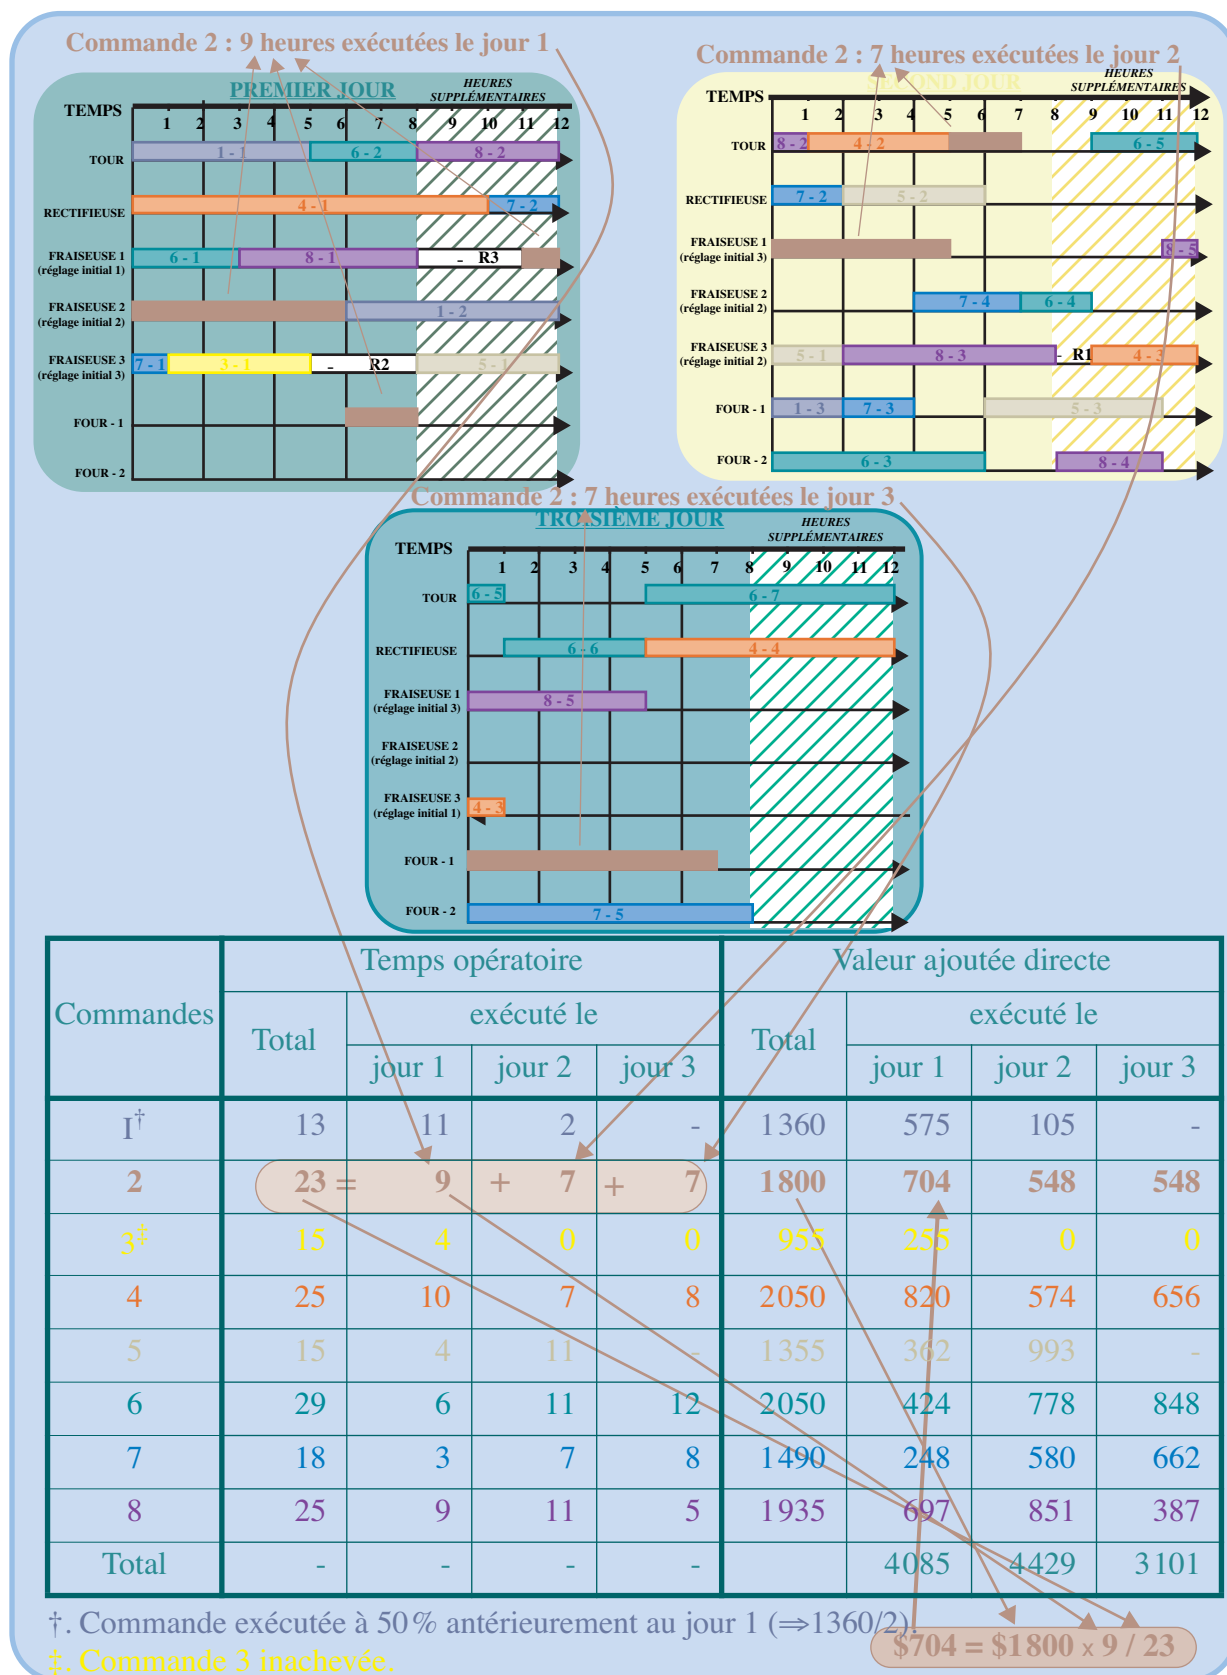 Commande 2 : 9 heures exécutées le jour 1
PREMIER JOUR
HEURES
SUPPLÉMENTAIRES
TEMPS
1 2 3 4 5 6 7 8 9 10 11 12
TOUR
1 - 1 6 - 2 8 - 2
RECTIFIEUSE
4 - 1 7 - 2
FRAISEUSE 1
(réglage initial 1)
6 - 1 8 - 1 - R3
FRAISEUSE 2
(réglage initial 2)
1 - 2
FRAISEUSE 3
(réglage initial 3)
7 - 1 3 - 1 - R2 5 - 1
FOUR - 1
FOUR - 2
Commande 2 : 7 heures exécutées le jour 2
SECOND JOUR
HEURES
SUPPLÉMENTAIRES
TEMPS
1 2 3 4 5 6 7 8 9 10 11 12
TOUR
8 - 2 4 - 2 6 - 5
RECTIFIEUSE
7 - 2 5 - 2
FRAISEUSE 1
(réglage initial 3)
8 - 5
FRAISEUSE 2
(réglage initial 2)
7 - 4 6 - 4
FRAISEUSE 3
(réglage initial 2)
5 - 1 8 - 3 - R1 4 - 3
FOUR - 1
1 - 3 7 - 3 5 - 3
FOUR - 2
6 - 3 8 - 4
Commande 2 : 7 heures exécutées le jour 3
TROISIÈME JOUR
HEURES
SUPPLÉMENTAIRES
TEMPS
1 2 3 4 5 6 7 8 9 10 11 12
TOUR
6 - 5 6 - 7
RECTIFIEUSE
6 - 6 4 - 4
FRAISEUSE 1
(réglage initial 3)
8 - 5
FRAISEUSE 2
(réglage initial 2)
FRAISEUSE 3
(réglage initial 1)
4 - 3
FOUR - 1
FOUR - 2
7 - 5
Commandes Temps opératoire Valeur ajoutée directe
Total exécuté le Total exécuté le
jour 1 jour 2 jour 3 jour 1 jour 2 jour 3
I† 13 11 2 - 1360 575 105 -
2 23 = 9 + 7 + 7 1800 704 548 548
3‡ 15 4 0 0 955 255 0 0
4 25 10 7 8 2050 820 574 656
5 15 4 11 - 1355 362 993 -
6 29 6 11 12 2050 424 778 848
7 18 3 7 8 1490 248 580 662
8 25 9 11 5 1935 697 851 387
Total - - - - 4085 4429 3101
†. Commande exécutée à 50% antérieurement au jour 1 (⇒1360/2).
‡. Commande 3 inachevée.
$704 = $1800 x 9 / 23